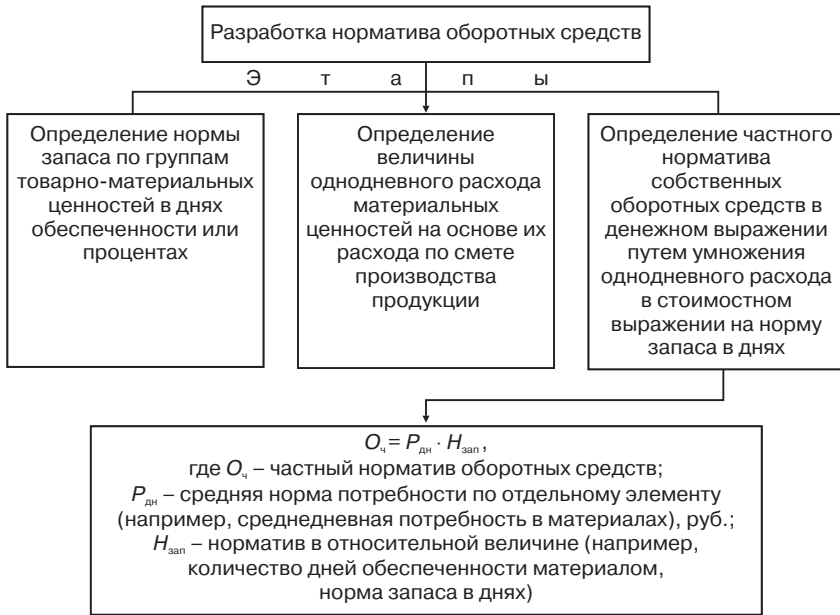 Разработка норматива оборотных средств
Э т а п ы
Определение нормы
запаса по группам
товарно-материальных
ценностей в днях
обеспеченности или
процентах
Определение
величины
однодневного расхода
материальных
ценностей на основе их
расхода по смете
производства
продукции
Определение частного
норматива
собственных
оборотных средств в
денежном выражении
путем умножения
однодневного расхода
в стоимостном
выражении на норму
запаса в днях
Oч = Pдн · Hзап ,
где Oч – частный норматив оборотных средств;
Pдн – средняя норма потребности по отдельному элементу
(например, среднедневная потребность в материалах), руб.;
Hзап – норматив в относительной величине (например,
количество дней обеспеченности материалом,
норма запаса в днях)